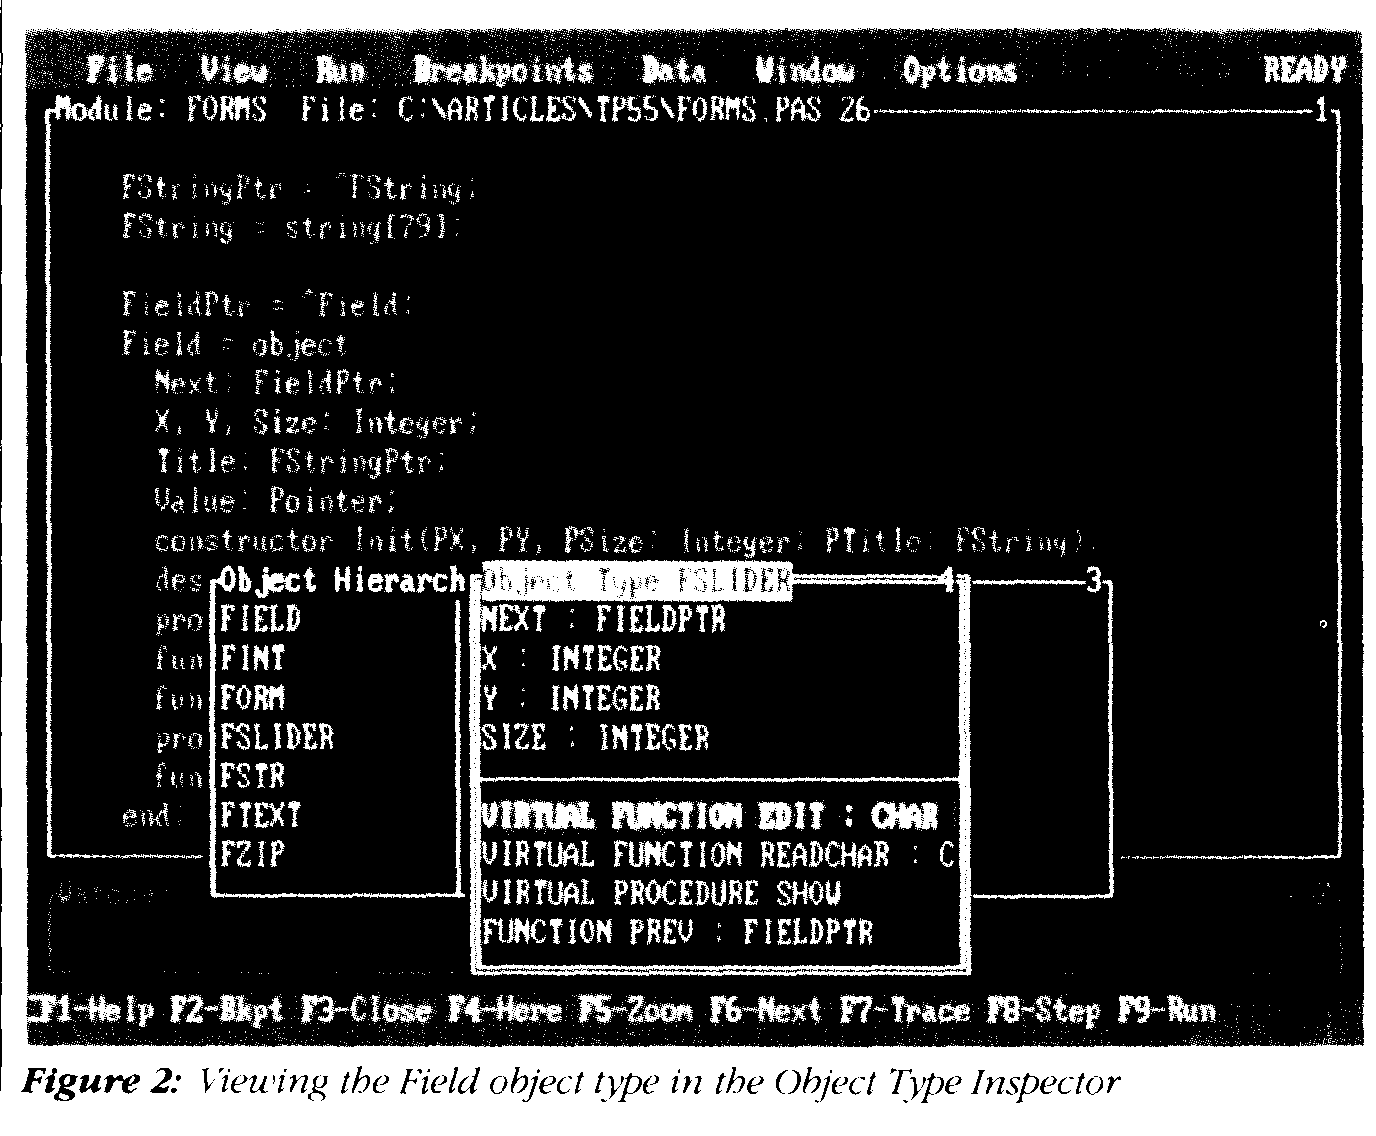 File View Run Breakpoints Data Window Options READY
Module: FORMS File: C:\ARTICLES\TP55\FORMS.PAS 26 1
FStringPtr = ^FString;
FString = string[79];
FieldPtr = ^Field;
Field = object
Next: FieldPtr;
X, Y, Size: Integer;
Title: FStringPtr;
Value: Pointer;
constructor Init(PX, PY, PSize: Integer; PTitle: FString);
des
pro
fun
fun
pro
fun
end;
Object Hierarch
FIELD
FINT
FORM
FSLIDER
FSTR
FTEXT
FZIP
3
Object Type FSLIDER 4
NEXT : FIELDPTR
X : INTEGER
Y : INTEGER
SIZE : INTEGER
VIRTUAL FUNCTION EDIT : CHAR
VIRTUAL FUNCTION READCHAR : C
VIRTUAL PROCEDURE SHOW
FUNCTION PREV : FIELDPTR
Watches 2
F1-Help F2-Bkpt F3-Close F4-Here F5-Zoom F6-Next F7-Trace F8-Step F9-Run
Figure 2: Viewing the Field object type in the Object Type Inspector